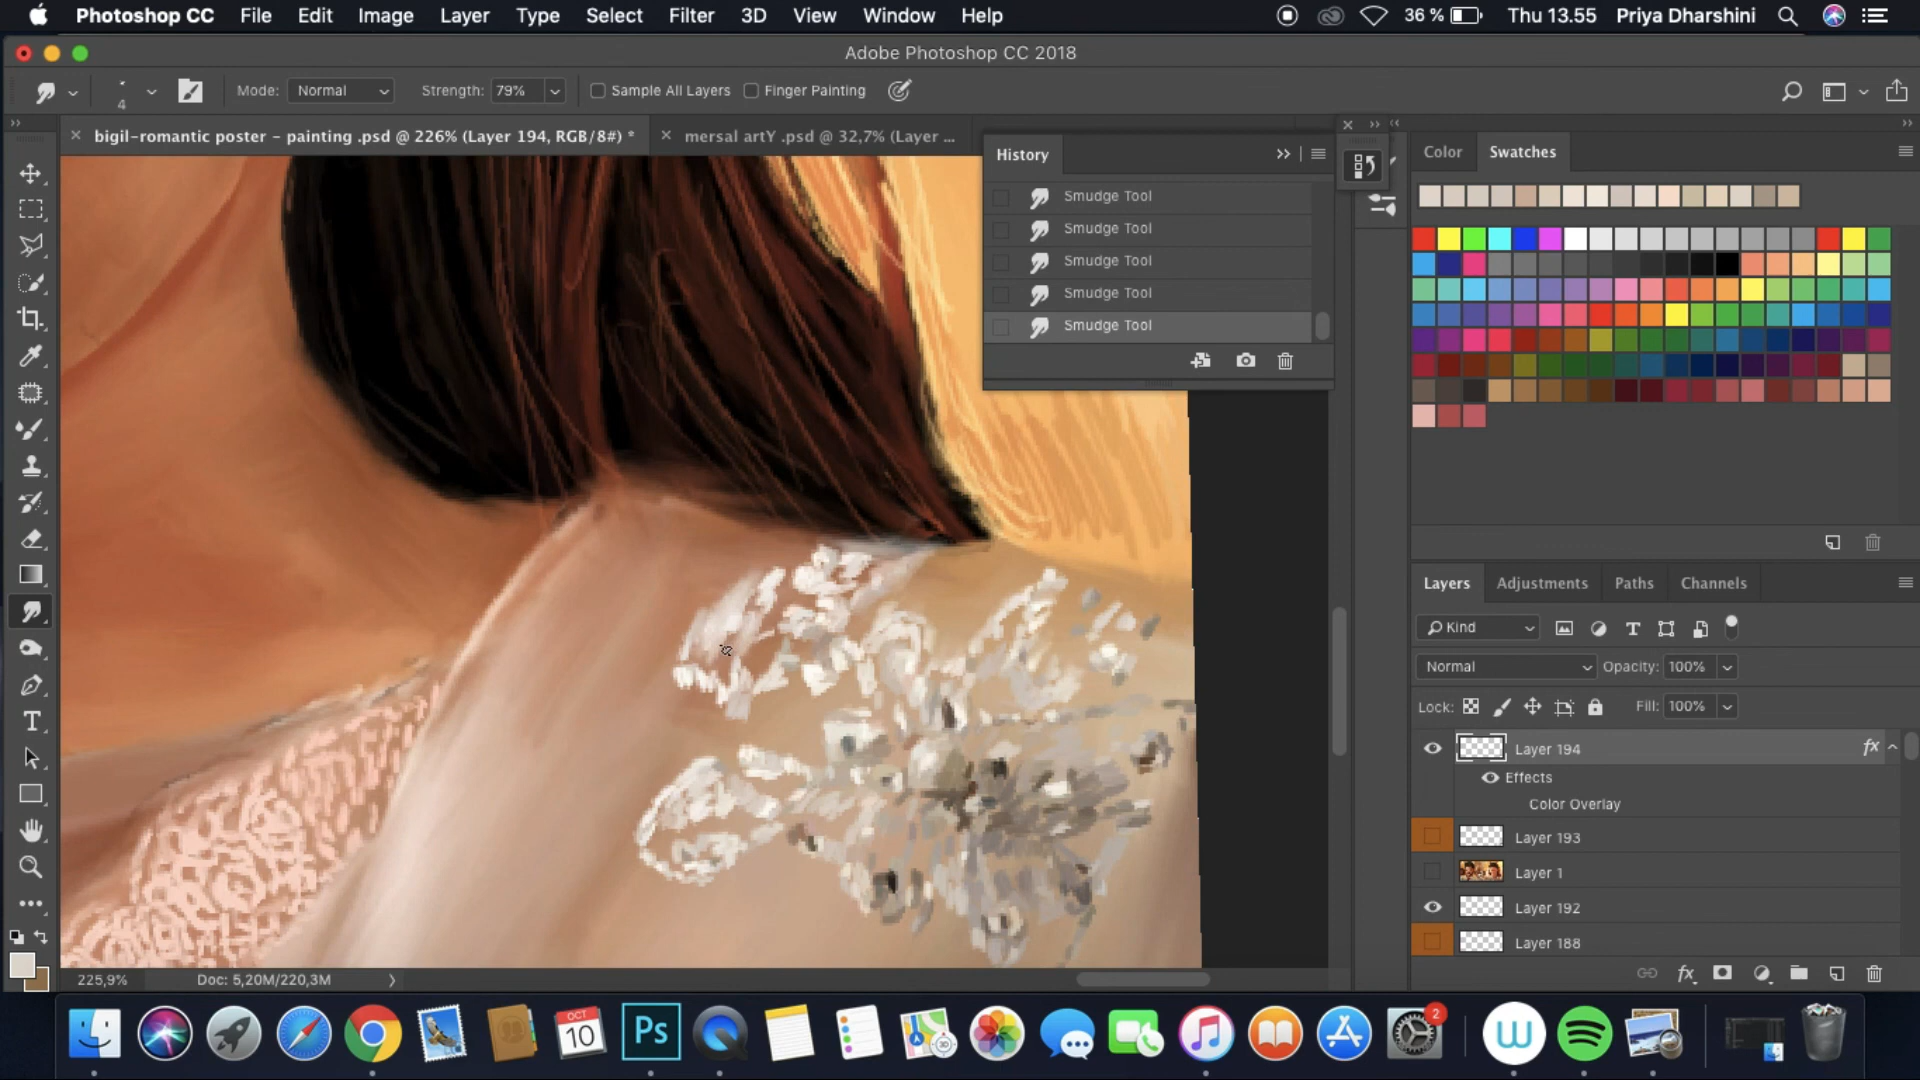 Photoshop CC File Edit Image Layer Type Select Filter 3D View Window Help 36 % Thu 13.55 Priya Dharshini
Adobe Photoshop CC 2018
4 Mode: Normal Strength: 79% Sample All Layers Finger Painting
bigil-romantic poster - painting .psd @ 226% (Layer 194, RGB/8#) * mersal artY .psd @ 32,7% (Layer ...
History
Smudge Tool
Smudge Tool
Smudge Tool
Smudge Tool
Smudge Tool
Color Swatches
Layers Adjustments Paths Channels
Kind
Normal Opacity: 100%
Lock: Fill: 100%
Layer 194 fx
Effects
Color Overlay
Layer 193
Layer 1
Layer 192
Layer 188
fx
225,9% Doc: 5,20M/220,3M
OCT
10
Ps
2